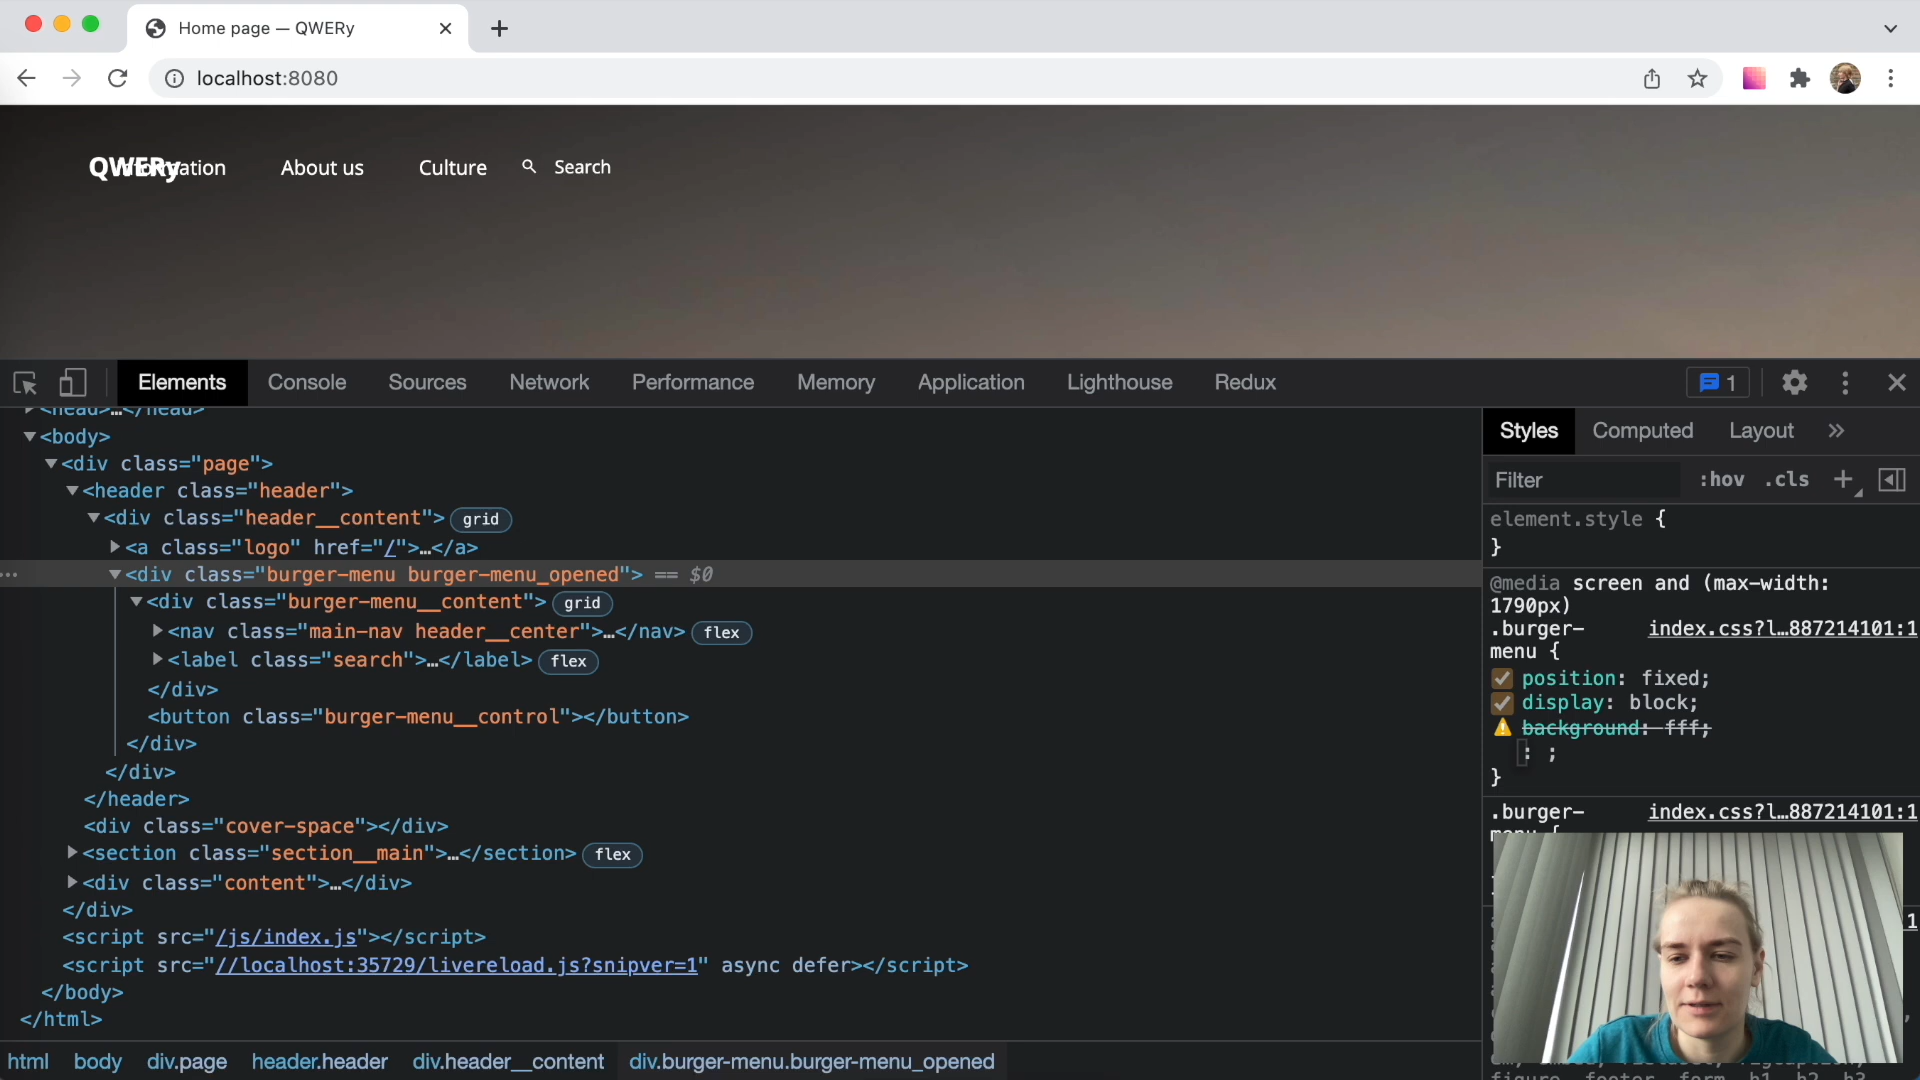 Home page — QWERy
localhost:8080
QWERy
Information About us Culture Search
Elements Console Sources Network Performance Memory Application Lighthouse Redux 1
<head>…</head>
<body>
<div class="page">
<header class="header">
<div class="header__content"> grid
<a class="logo" href="/">…</a>
<div class="burger-menu burger-menu_opened"> == $0
<div class="burger-menu__content"> grid
<nav class="main-nav header__center">…</nav> flex
<label class="search">…</label> flex
</div>
<button class="burger-menu__control"></button>
</div>
</div>
</header>
<div class="cover-space"></div>
<section class="section__main">…</section> flex
<div class="content">…</div>
</div>
<script src="/js/index.js"></script>
<script src="//localhost:35729/livereload.js?snipver=1" async defer></script>
</body>
</html>
html body div.page header.header div.header__content div.burger-menu.burger-menu_opened
Styles Computed Layout »
Filter :hov .cls +
element.style {
}
@media screen and (max-width:
1790px)
.burger- index.css?l…887214101:1
menu {
position: fixed;
display: block;
background: fff;
: ;
}
.burger- index.css?l…887214101:1
menu {